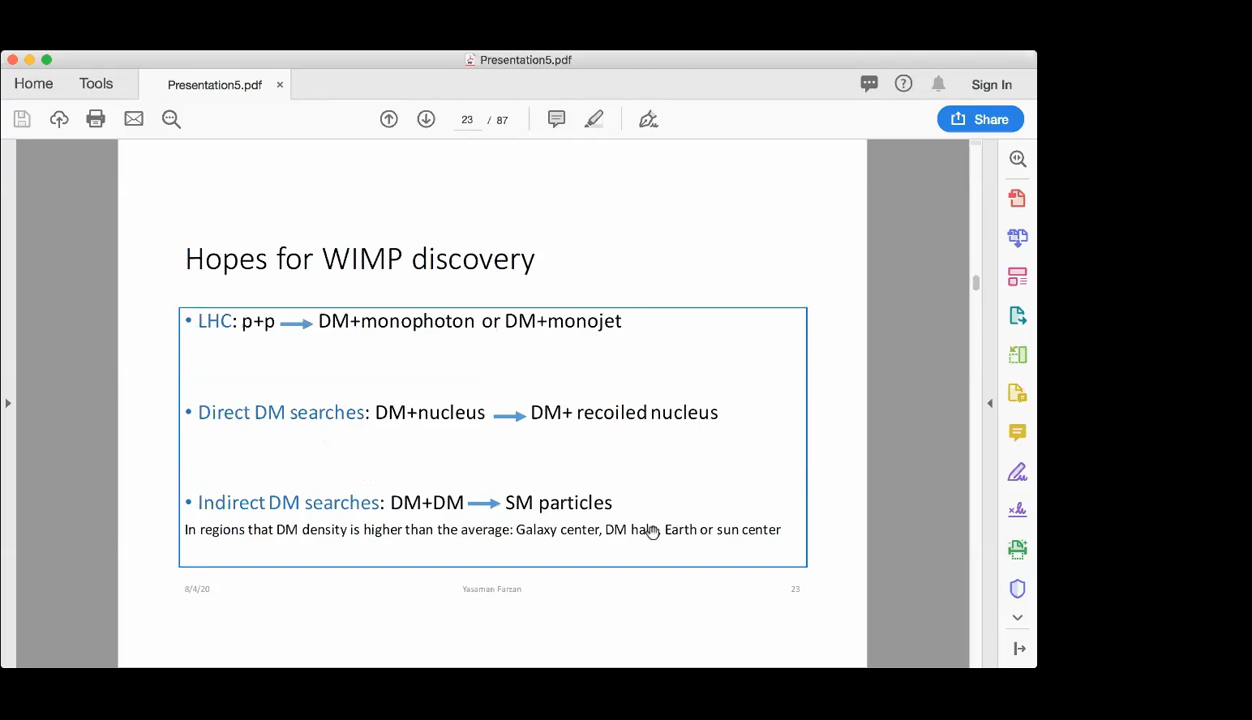 Presentation5.pdf
Home Tools Presentation5.pdf × Sign In
23 / 87 Share
Hopes for WIMP discovery
• LHC: p+p DM+monophoton or DM+monojet
• Direct DM searches: DM+nucleus DM+ recoiled nucleus
• Indirect DM searches: DM+DM SM particles
In regions that DM density is higher than the average: Galaxy center, DM Earth or sun center
8/4/20 Yasaman Farzan 23